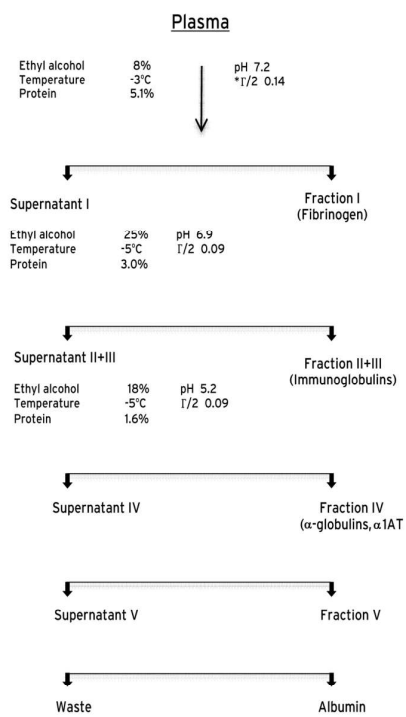 Plasma
Ethyl alcohol 8% pH 7.2
Temperature -3°C *Γ/2 0.14
Protein 5.1%
Supernatant I
Fraction I
(Fibrinogen)
Ethyl alcohol 25% pH 6.9
Temperature -5°C Γ/2 0.09
Protein 3.0%
Supernatant II+III
Fraction II+III
(Immunoglobulins)
Ethyl alcohol 18% pH 5.2
Temperature -5°C Γ/2 0.09
Protein 1.6%
Supernatant IV
Fraction IV
(α-globulins, α1AT
Supernatant V
Fraction V
Waste
Albumin